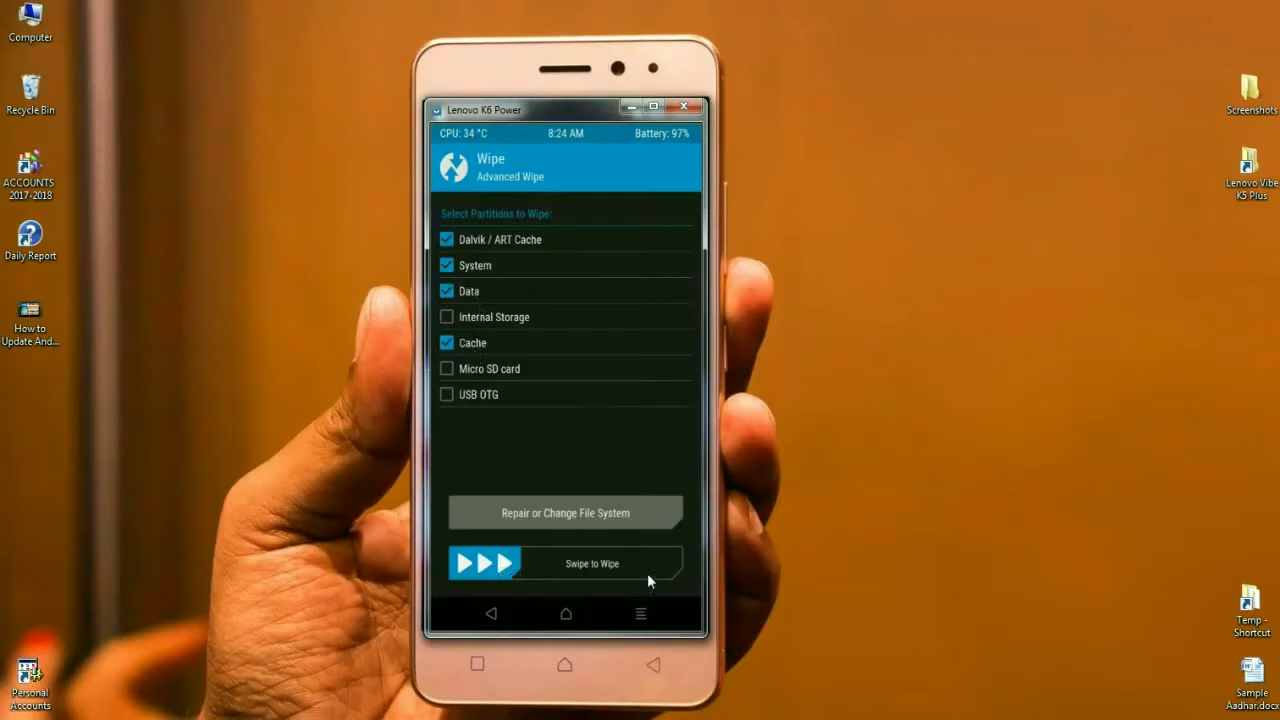 Computer
Recycle Bin
ACCOUNTS
2017-2018
Daily Report
How to
Update And...
Personal
Accounts
Lenovo K6 Power
CPU: 34 °C
8:24 AM
Battery: 97%
Wipe
Advanced Wipe
Select Partitions to Wipe:
Dalvik / ART Cache
System
Data
Internal Storage
Cache
Micro SD card
USB OTG
Repair or Change File System
Swipe to Wipe
Screenshots
Lenovo Vibe
K5 Plus
Temp -
Shortcut
Sample
Aadhar.docx